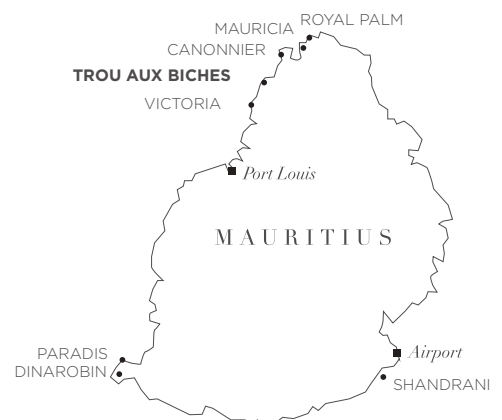 ROYAL PALM
MAURICIA
CANONNIER
TROU AUX BICHES
VICTORIA
Port Louis
MAURITIUS
Airport
PARADIS
DINAROBIN
SHANDRANI